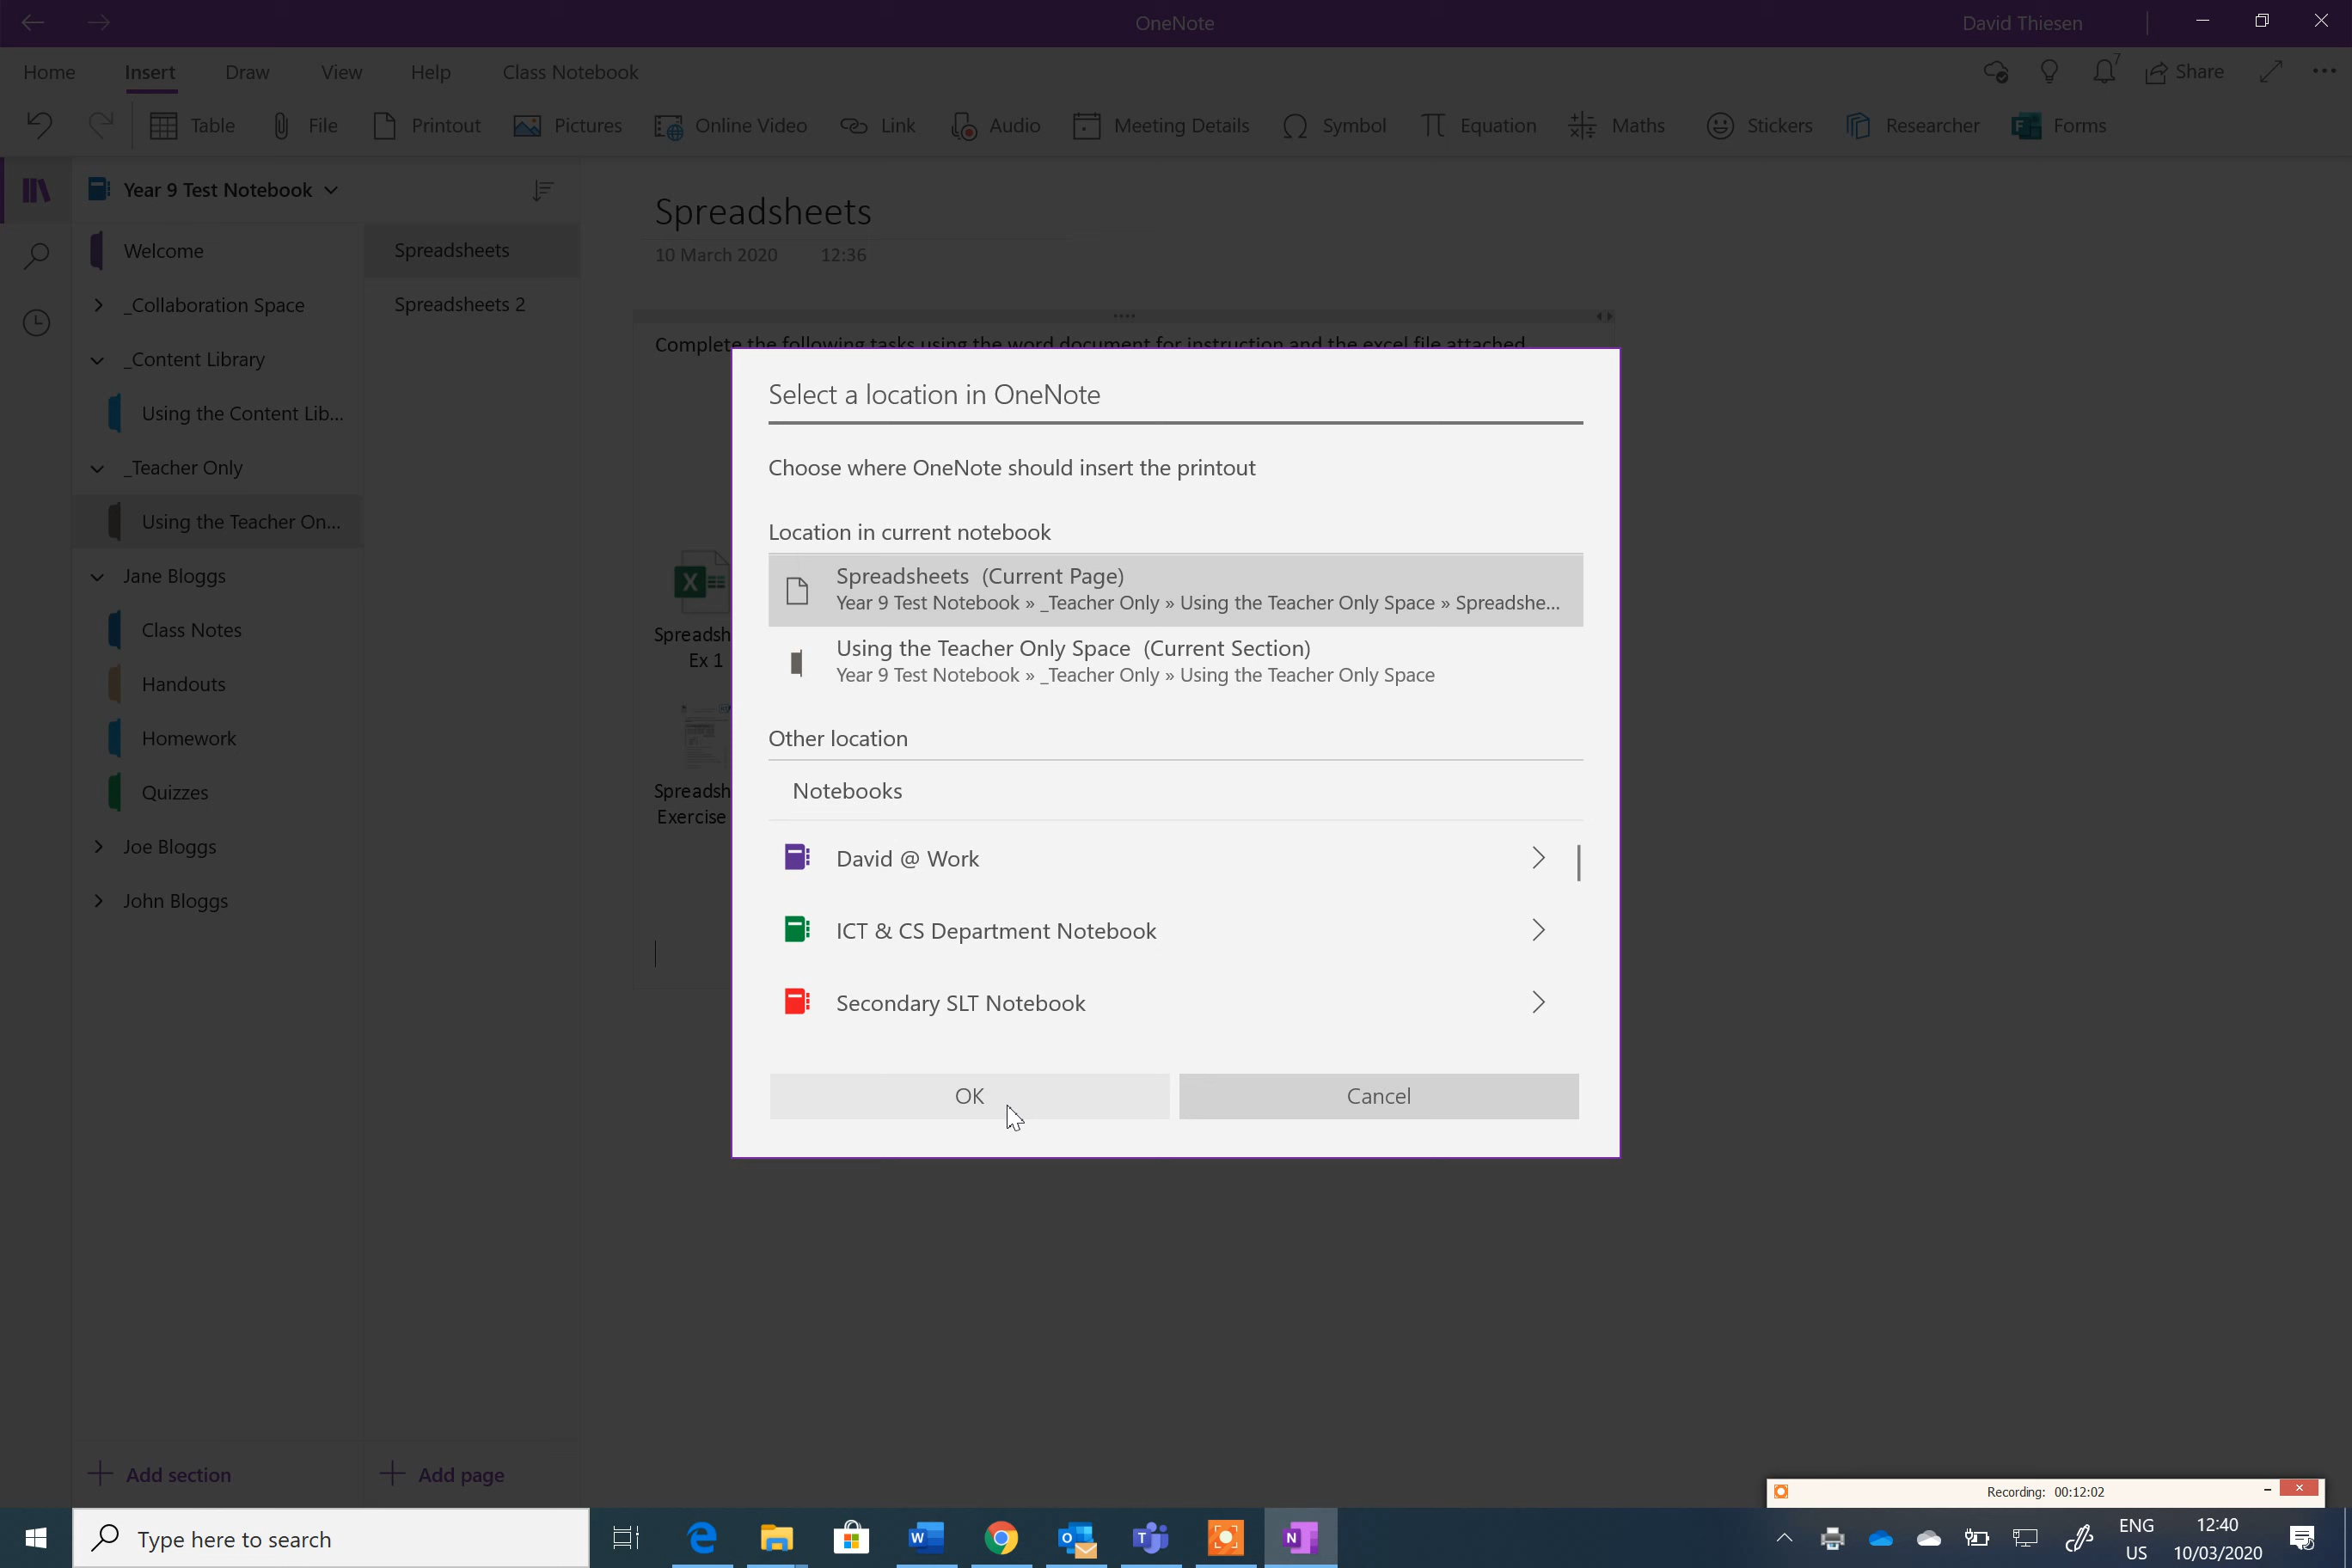 OneNote
David Thiesen
Home Insert Draw View Help Class Notebook
7
Share
Table File Printout Pictures Online Video Link Audio Meeting Details Symbol Equation Maths Stickers Researcher Forms
Year 9 Test Notebook
Welcome
_Collaboration Space
_Content Library
Using the Content Lib...
_Teacher Only
Using the Teacher On...
Jane Bloggs
Class Notes
Handouts
Homework
Quizzes
Joe Bloggs
John Bloggs
Add section
Spreadsheets
Spreadsheets 2
Add page
Spreadsheets
10 March 2020 12:36
Complete the following tasks using the word document for instruction and the excel file attached
Spreadsh
Ex 1
Spreadsh
Exercise
Select a location in OneNote
Choose where OneNote should insert the printout
Location in current notebook
Spreadsheets (Current Page)
Year 9 Test Notebook » _Teacher Only » Using the Teacher Only Space » Spreadshe...
Using the Teacher Only Space (Current Section)
Year 9 Test Notebook » _Teacher Only » Using the Teacher Only Space
Other location
Notebooks
David @ Work
ICT & CS Department Notebook
Secondary SLT Notebook
OK Cancel
Recording: 00:12:02
Type here to search
ENG
US
12:40
10/03/2020